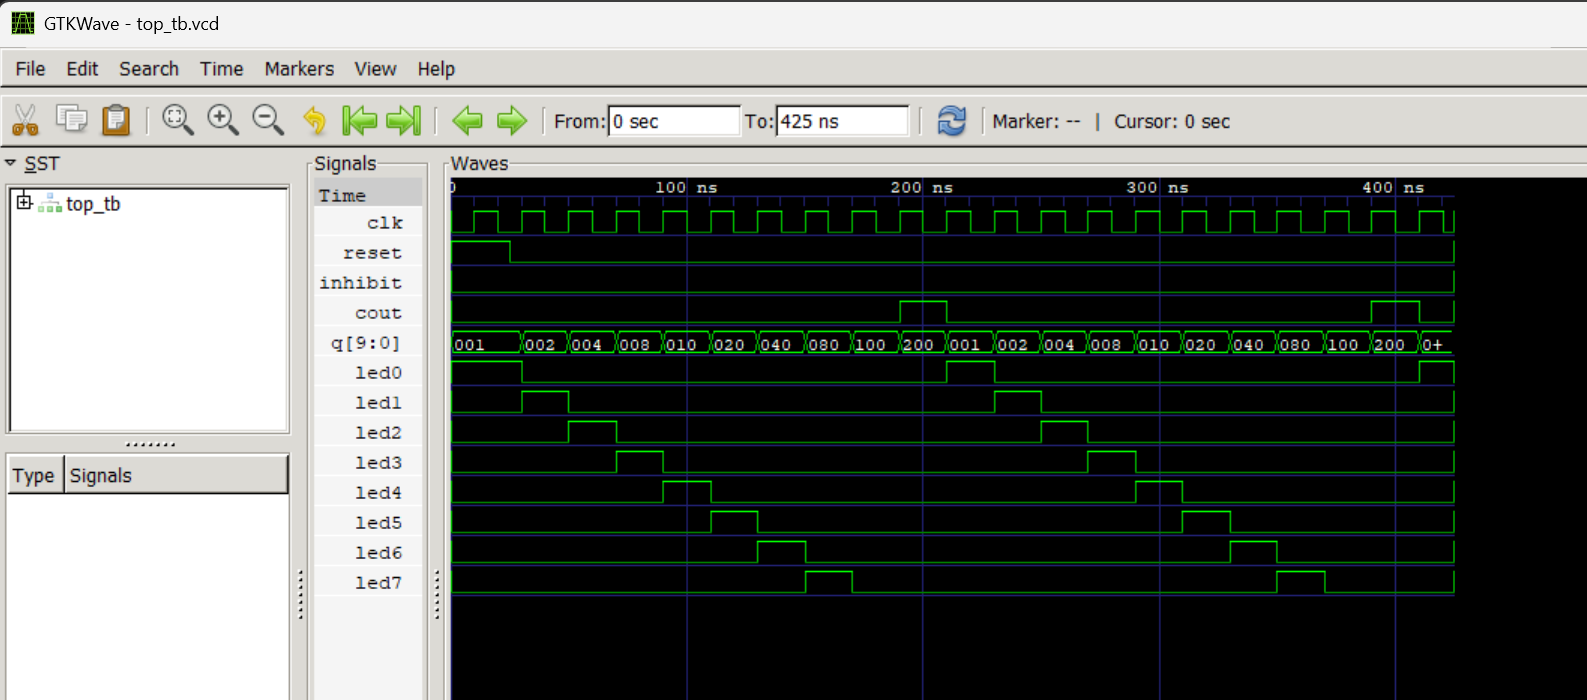 GTKWave - top_tb.vcd
File Edit Search Time Markers View Help
From: 0 sec To: 425 ns Marker: -- | Cursor: 0 sec
SST
top_tb
Type Signals
Signals
Time
clk
reset
inhibit
cout
q[9:0]
led0
led1
led2
led3
led4
led5
led6
led7
Waves
0 100 ns 200 ns 300 ns 400 ns
001 002 004 008 010 020 040 080 100 200 001 002 004 008 010 020 040 080 100 200 0+